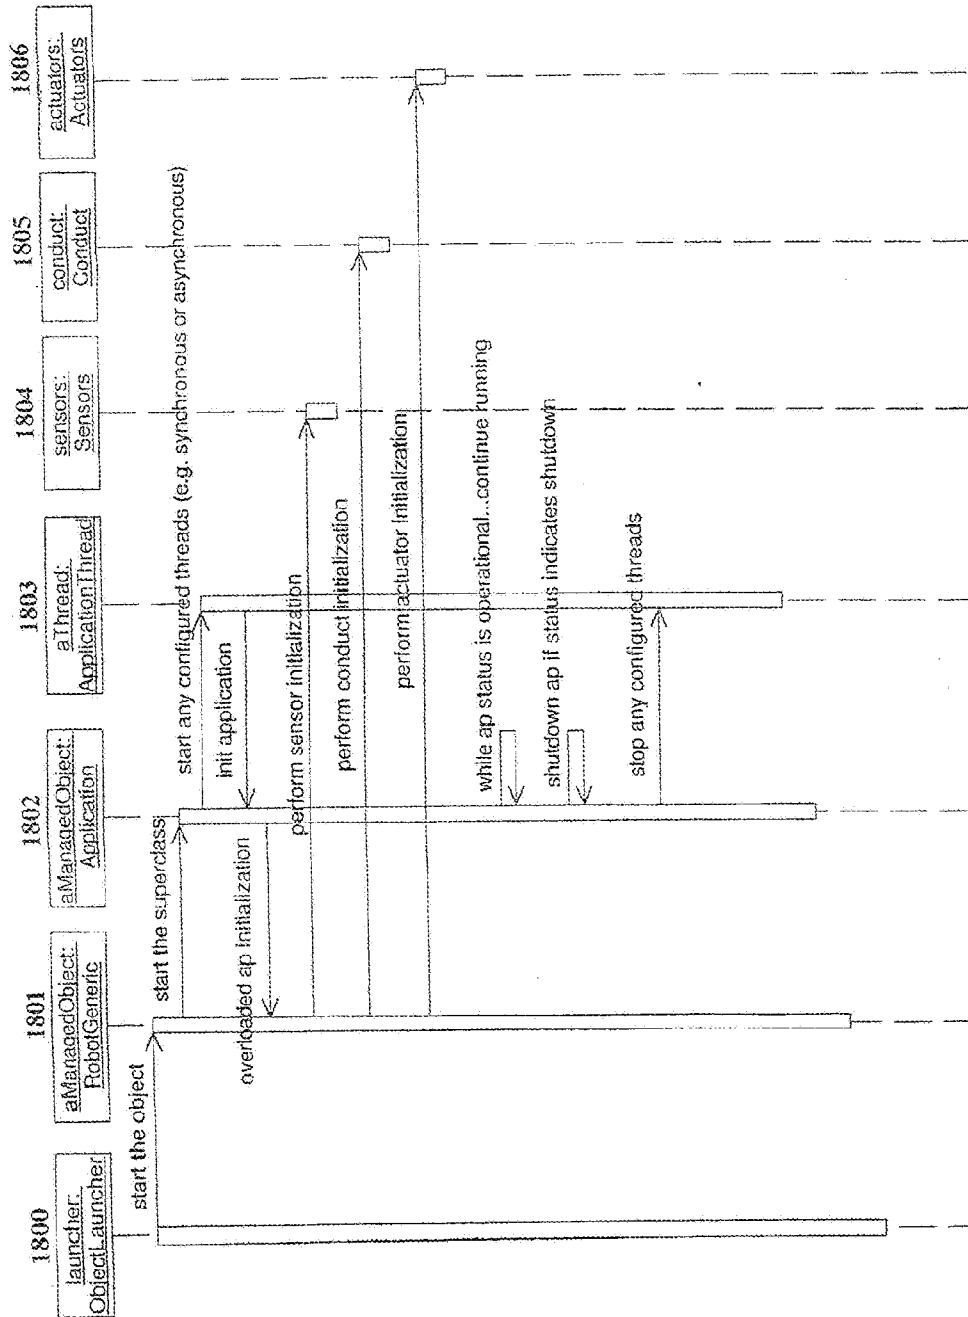 1800
launcher:
ObjectLauncher
1801
aManagedObject:
RobotGeneric
1802
aManagedObject:
Application
1803
aThread:
ApplicationThread
1804
sensors:
Sensors
1805
conduct:
Conduct
1806
actuators:
Actuators
start the object
start the superclass
start any configured threads (e.g. synchronous or asynchronous)
init application
overloaded ap Initialization
perform sensor initialization
perform conduct initialization
perform actuator Initialization
while ap status is operational...continue running
shutdown ap if status indicates shutdown
stop any configured threads